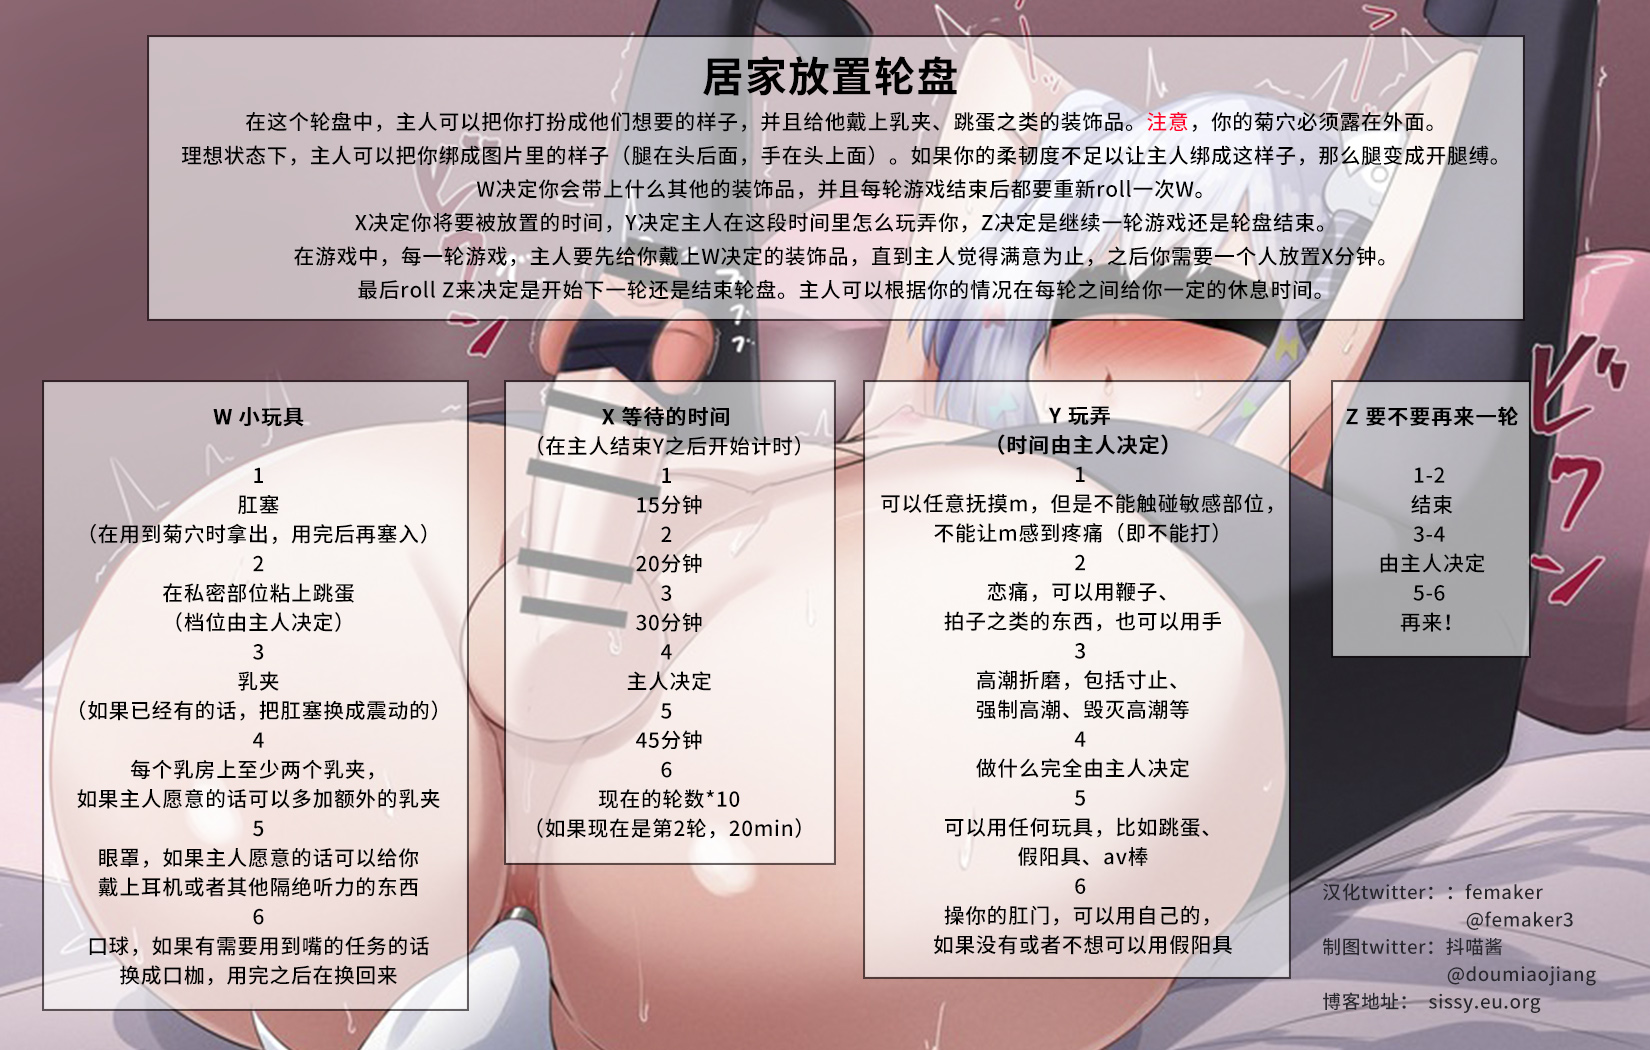 居家放置轮盘
在这个轮盘中，主人可以把你打扮成他们想要的样子，并且给他戴上乳夹、跳蛋之类的装饰品。注意，你的菊穴必须露在外面。
理想状态下，主人可以把你绑成图片里的样子（腿在头后面，手在头上面）。如果你的柔韧度不足以让主人绑成这样子，那么腿变成开腿缚。
W决定你会带上什么其他的装饰品，并且每轮游戏结束后都要重新roll一次W。
X决定你将要被放置的时间，Y决定主人在这段时间里怎么玩弄你，Z决定是继续一轮游戏还是轮盘结束。
在游戏中，每一轮游戏，主人要先给你戴上W决定的装饰品，直到主人觉得满意为止，之后你需要一个人放置X分钟。
最后roll Z来决定是开始下一轮还是结束轮盘。主人可以根据你的情况在每轮之间给你一定的休息时间。
W 小玩具
1
肛塞
（在用到菊穴时拿出，用完后再塞入）
2
在私密部位粘上跳蛋
（档位由主人决定）
3
乳夹
（如果已经有的话，把肛塞换成震动的）
4
每个乳房上至少两个乳夹，
如果主人愿意的话可以多加额外的乳夹
5
眼罩，如果主人愿意的话可以给你
戴上耳机或者其他隔绝听力的东西
6
口球，如果有需要用到嘴的任务的话
换成口枷，用完之后在换回来
X 等待的时间
（在主人结束Y之后开始计时）
1
15分钟
2
20分钟
3
30分钟
4
主人决定
5
45分钟
6
现在的轮数*10
（如果现在是第2轮，20min）
Y 玩弄
（时间由主人决定）
1
可以任意抚摸m，但是不能触碰敏感部位，
不能让m感到疼痛（即不能打）
2
恋痛，可以用鞭子、
拍子之类的东西，也可以用手
3
高潮折磨，包括寸止、
强制高潮、毁灭高潮等
4
做什么完全由主人决定
5
可以用任何玩具，比如跳蛋、
假阳具、av棒
6
操你的肛门，可以用自己的，
如果没有或者不想可以用假阳具
Z 要不要再来一轮
1-2
结束
3-4
由主人决定
5-6
再来！
ビクン
汉化twitter：：femaker
@femaker3
制图twitter：抖喵酱
@doumiaojiang
博客地址： sissy.eu.org